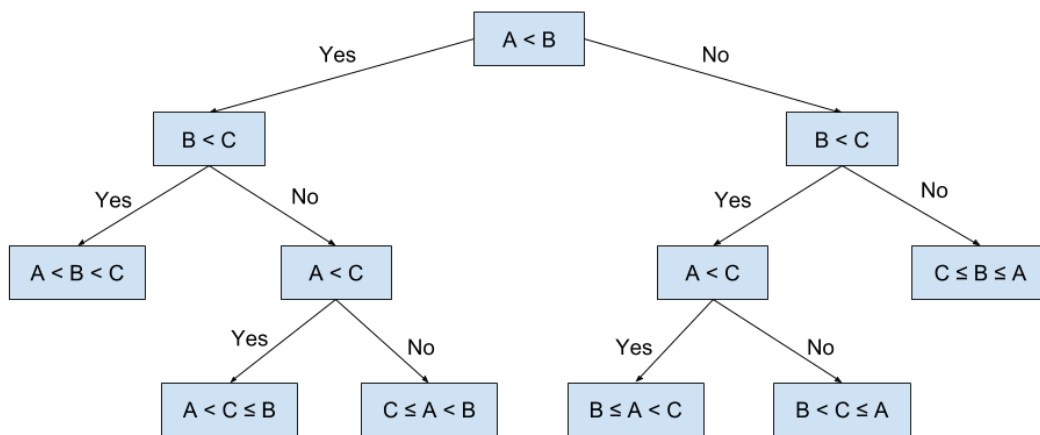 A < B
Yes
No
B < C
B < C
Yes
No
Yes
No
A < B < C
A < C
A < C
C ≤ B ≤ A
Yes
No
Yes
No
A < C ≤ B
C ≤ A < B
B ≤ A < C
B < C ≤ A